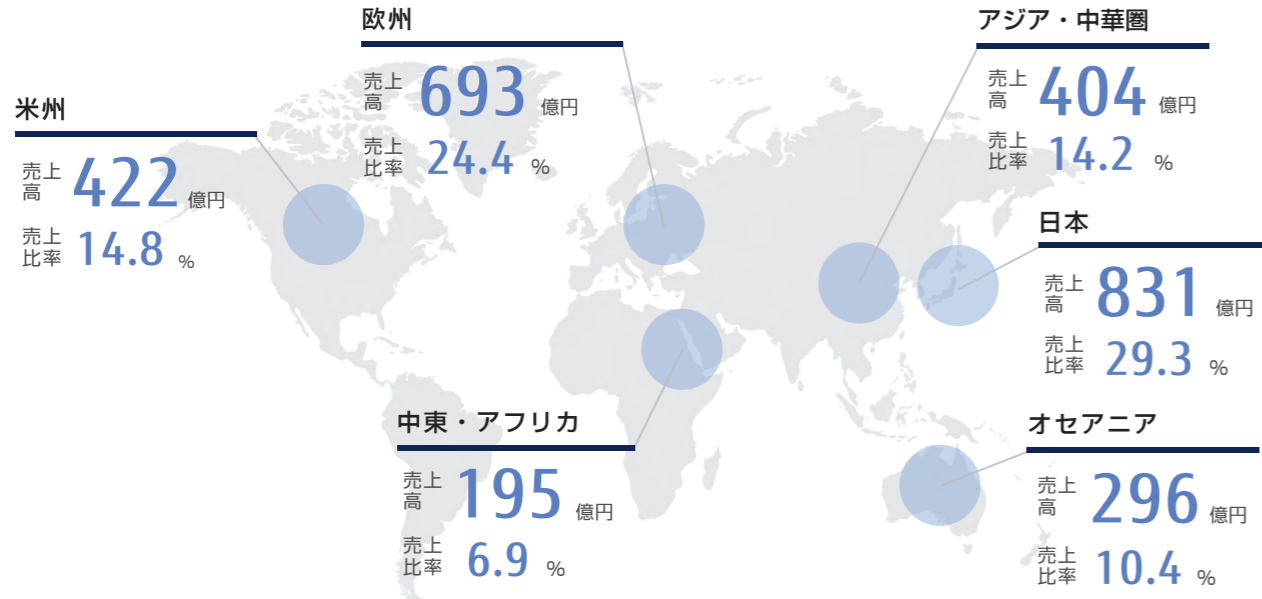 米州
売上
高 422 億円
売上
比率 14.8 %
欧州
売上
高 693 億円
売上
比率 24.4 %
アジア・中華圏
売上
高 404 億円
売上
比率 14.2 %
日本
売上
高 831 億円
売上
比率 29.3 %
中東・アフリカ
売上
高 195 億円
売上
比率 6.9 %
オセアニア
売上
高 296 億円
売上
比率 10.4 %